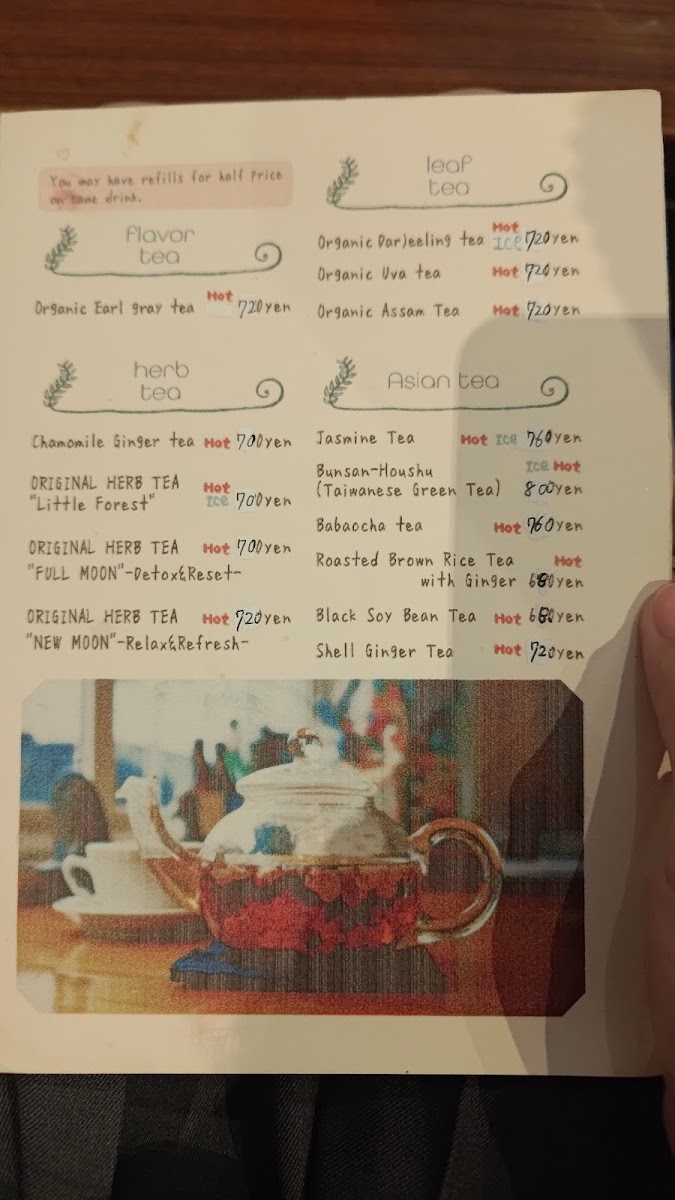 You may have refills for half price
on some drink.
flavor
tea
Organic Earl gray tea Hot 720yen
herb
tea
Chamomile Ginger tea Hot 700yen
ORIGINAL HERB TEA Hot
"Little Forest" Ice 700yen
ORIGINAL HERB TEA Hot 700yen
"FULL MOON"-Detox&Reset-
ORIGINAL HERB TEA Hot 720yen
"NEW MOON"-Relax&Refresh-
leaf
tea
Hot
Organic Darjeeling tea ICE 720yen
Organic Uva tea Hot 720yen
Organic Assam Tea Hot 720yen
Asian tea
Jasmine Tea Hot Ice 760yen
Bunsan-Houshu Ice Hot
(Taiwanese Green Tea) 800yen
Babaocha tea Hot 760yen
Roasted Brown Rice Tea Hot
with Ginger 680yen
Black Soy Bean Tea Hot 680yen
Shell Ginger Tea Hot 720yen